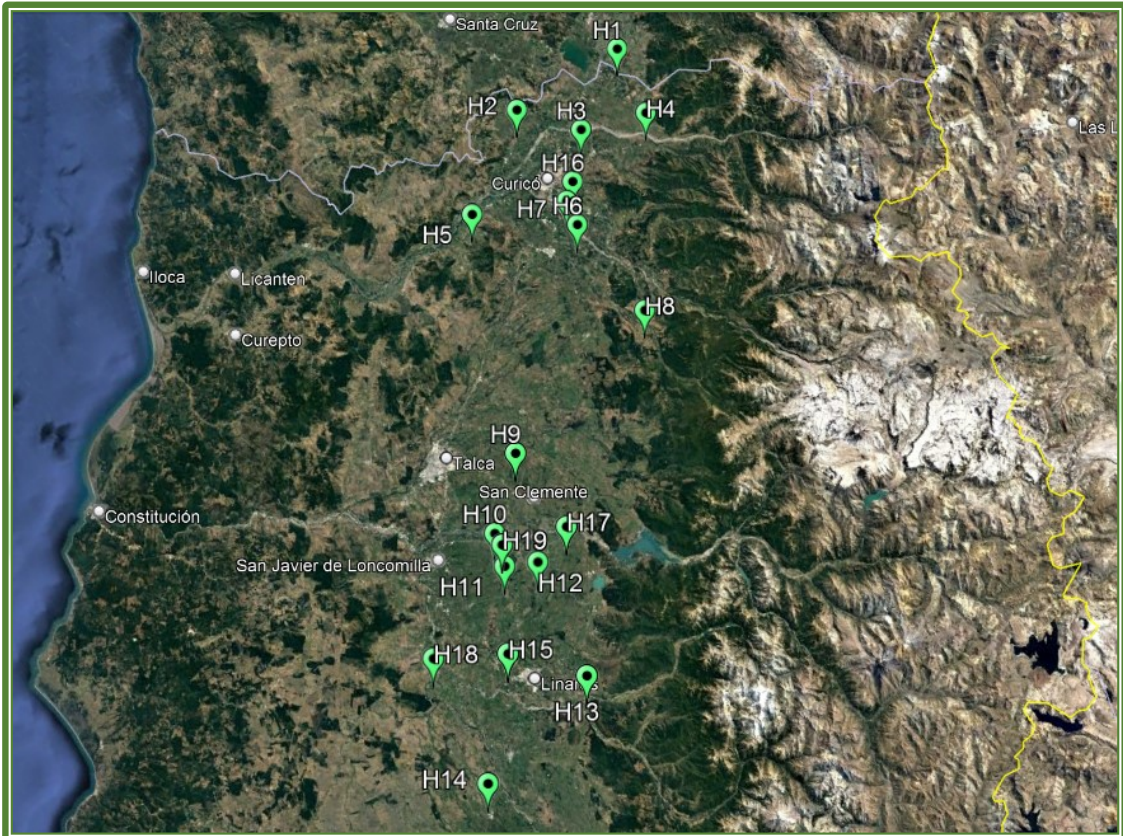 Santa Cruz
H1
H2
H3
H4
Las L
H16
Curicó
H7
H6
H5
Iloca
Licanten
H8
Curepto
H9
Talca
San Clemente
Constitución
H10
H17
H19
San Javier de Loncomilla
H11
H12
H18
H15
Linares
H13
H14